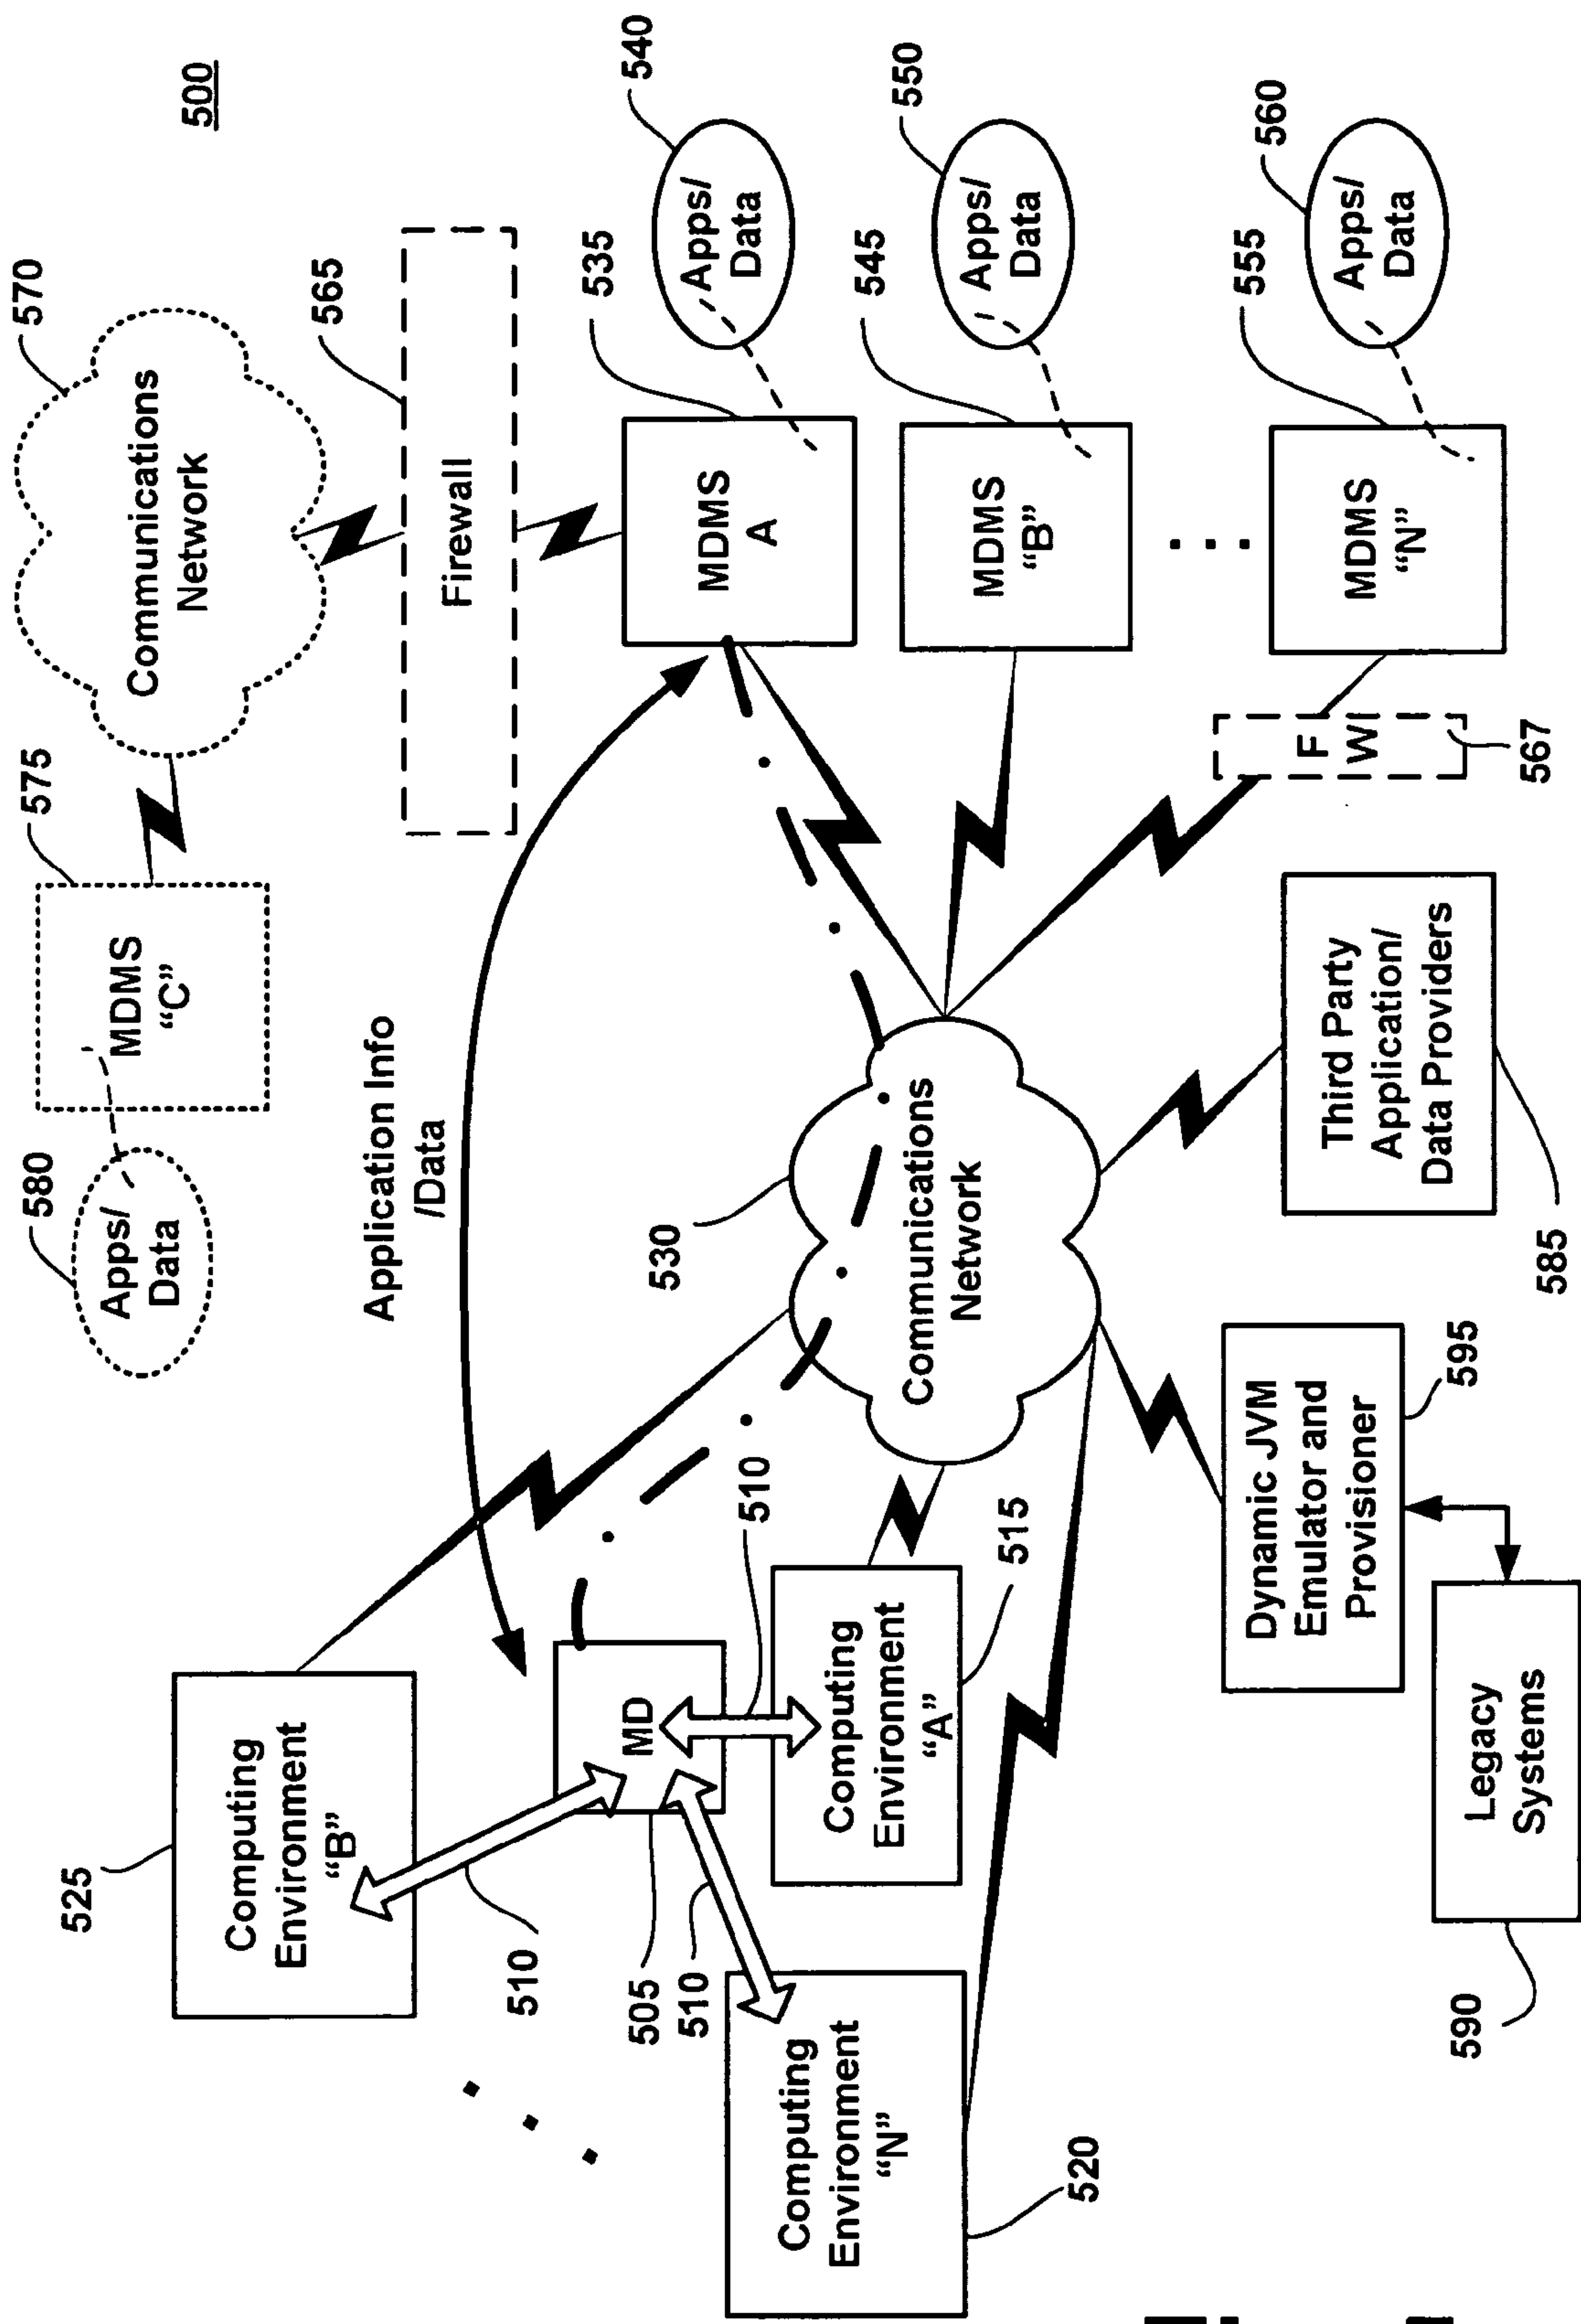 500
570
Communications
Network
575
MDMS
"C"
580
Apps/
Data
565
Firewall
Application Info
/Data
525
Computing
Environment
"B"
510
535
MDMS
A
540
Apps/
Data
545
MDMS
"B"
550
Apps/
Data
555
MDMS
"N"
560
Apps/
Data
F
W
567
530
Communications
Network
MD
505
510
510
Computing
Environment
"A"
515
Computing
Environment
"N"
520
Third Party
Application/
Data Providers
585
Dynamic JVM
Emulator and
Provisioner
595
Legacy
Systems
590